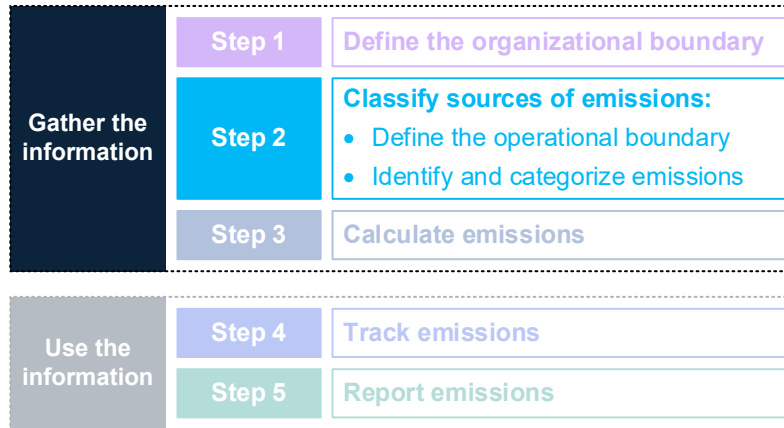 Gather the
information
Step 1
Define the organizational boundary
Step 2
Classify sources of emissions:
• Define the operational boundary
• Identify and categorize emissions
Step 3
Calculate emissions
Use the
information
Step 4
Track emissions
Step 5
Report emissions